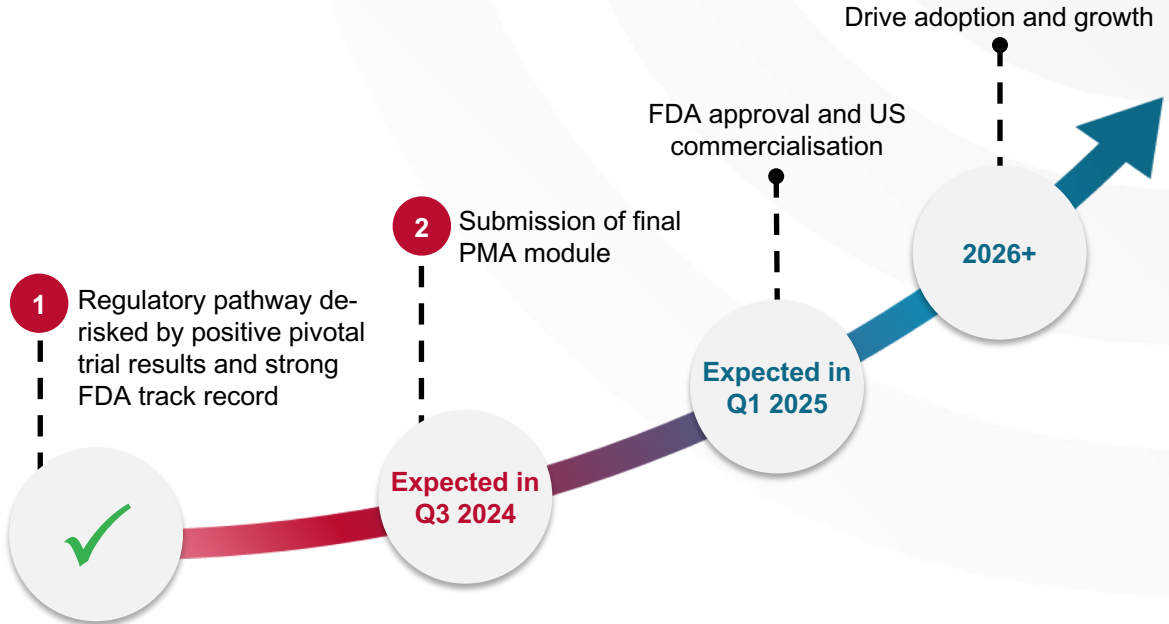 Drive adoption and growth
FDA approval and US
commercialisation
2
Submission of final
PMA module
2026+
1
Regulatory pathway de-
risked by positive pivotal
trial results and strong
FDA track record
Expected in
Q1 2025
Expected in
Q3 2024